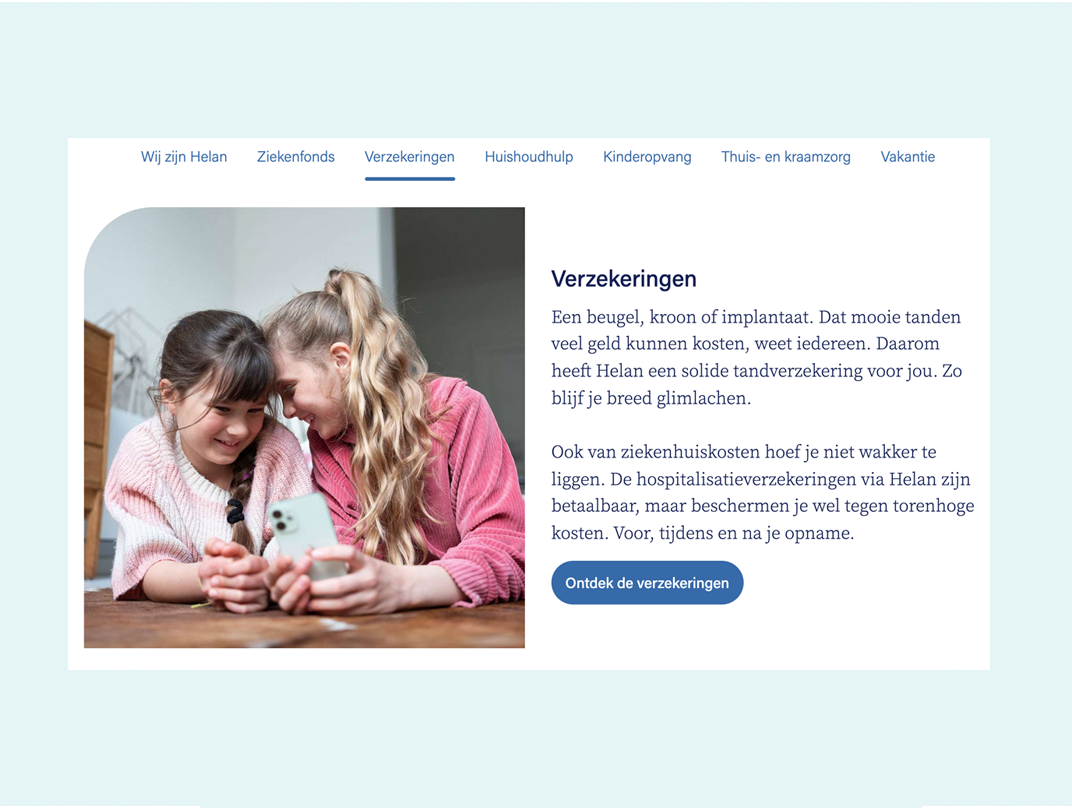 Wij zijn Helan Ziekenfonds Verzekeringen Huishoudhulp Kinderopvang Thuis- en kraamzorg Vakantie
Verzekeringen
Een beugel, kroon of implantaat. Dat mooie tanden
veel geld kunnen kosten, weet iedereen. Daarom
heeft Helan een solide tandverzekering voor jou. Zo
blijf je breed glimlachen.
Ook van ziekenhuiskosten hoef je niet wakker te
liggen. De hospitalisatieverzekeringen via Helan zijn
betaalbaar, maar beschermen je wel tegen torenhoge
kosten. Voor, tijdens en na je opname.
Ontdek de verzekeringen